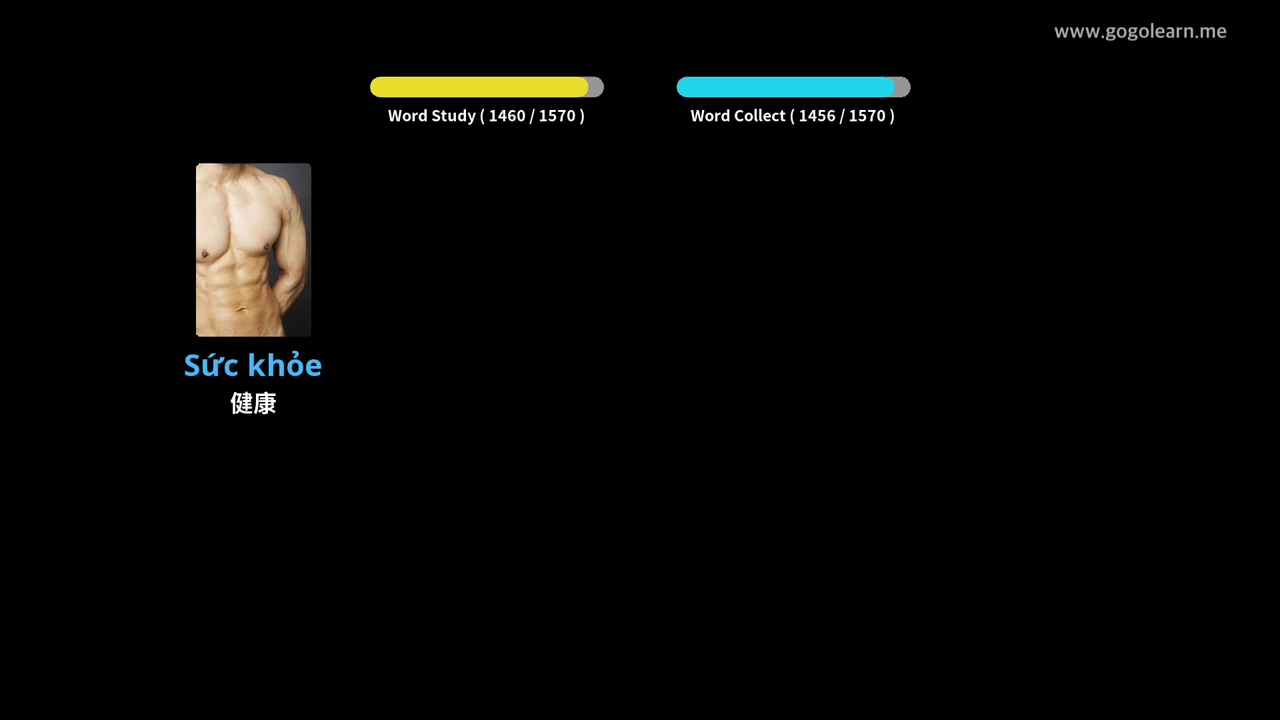 www.gogolearn.me
Word Study ( 1460 / 1570 )
Word Collect ( 1456 / 1570 )
Sức khỏe
健康